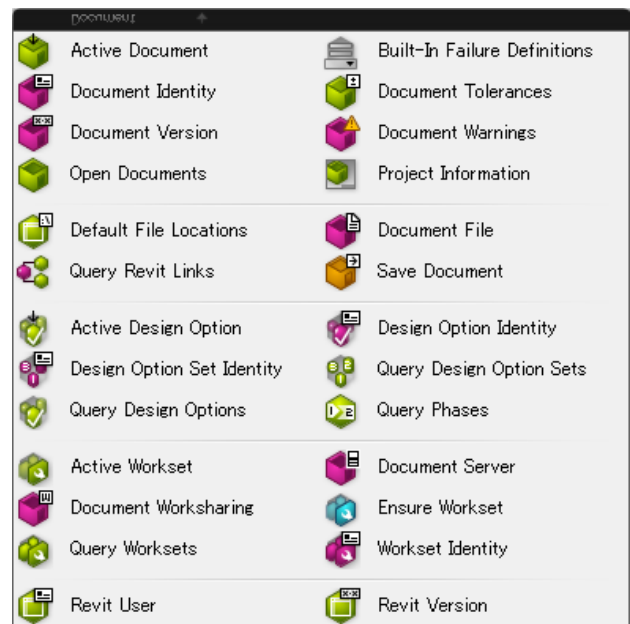 Document
Active Document
Built-In Failure Definitions
Document Identity
Document Tolerances
Document Version
Document Warnings
Open Documents
Project Information
Default File Locations
Document File
Query Revit Links
Save Document
Active Design Option
Design Option Identity
Design Option Set Identity
Query Design Option Sets
Query Design Options
Query Phases
Active Workset
Document Server
Document Worksharing
Ensure Workset
Query Worksets
Workset Identity
Revit User
Revit Version